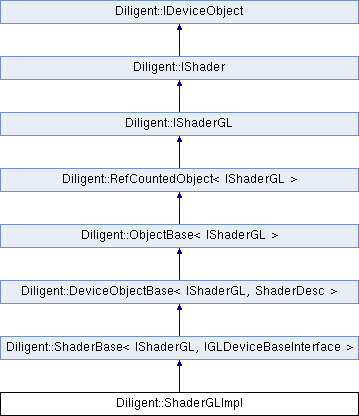 Diligent::IDeviceObject
Diligent::IShader
Diligent::IShaderGL
Diligent::RefCountedObject< IShaderGL >
Diligent::ObjectBase< IShaderGL >
Diligent::DeviceObjectBase< IShaderGL, ShaderDesc >
Diligent::ShaderBase< IShaderGL, IGLDeviceBaseInterface >
Diligent::ShaderGLImpl